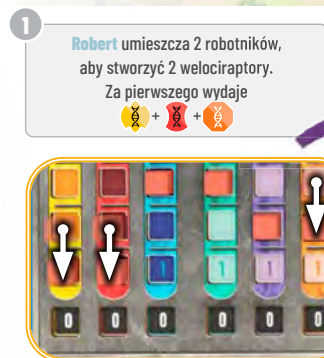 1
Robert umieszcza 2 robotników,
aby stworzyć 2 welociraptory.
Za pierwszego wydaje
+ +
1 1 1 1
0 0 0 0 0 0